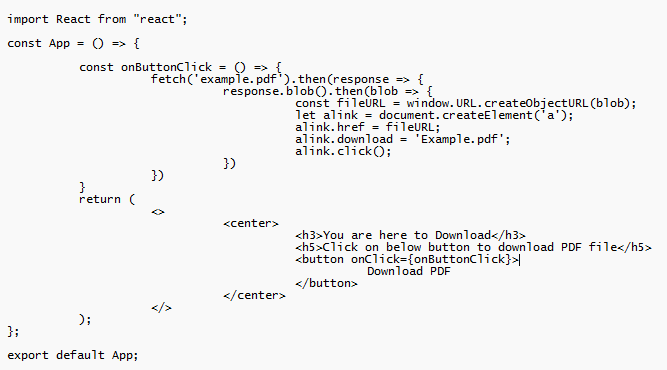 import React from "react";

const App = () => {

	const onButtonClick = () => {
		fetch('example.pdf').then(response => {
			response.blob().then(blob => {
				const fileURL = window.URL.createObjectURL(blob);
				let alink = document.createElement('a');
				alink.href = fileURL;
				alink.download = 'Example.pdf';
				alink.click();
			})
		})
	}
	return (
		<>
			<center>
				<h3>You are here to Download</h3>
				<h5>Click on below button to download PDF file</h5>
				<button onClick={onButtonClick}>
					Download PDF
				</button>
			</center>
		</>
	);
};

export default App;